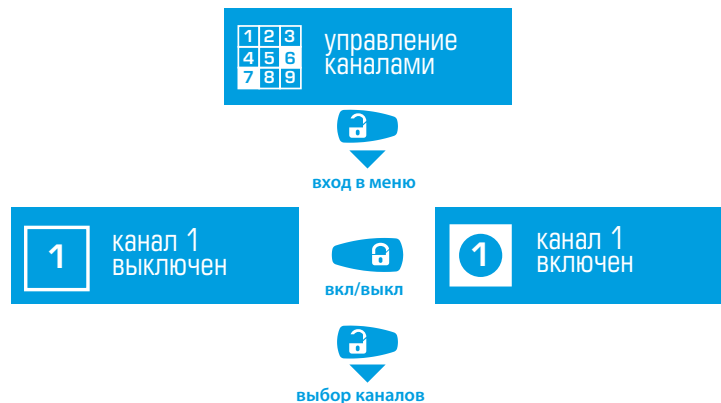 1 2 3
4 5 6
7 8 9
управление
каналами
вход в меню
1
канал 1
выключен
вкл/выкл
1
канал 1
включен
выбор каналов